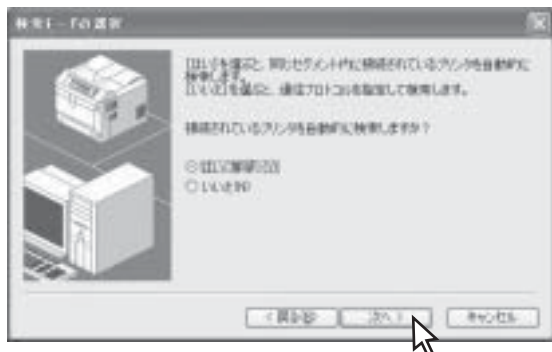 検索モードの選択
[はい]を選ぶと、同じセグメント内に接続されているプリンタを自動的に
検索します。
[いいえ]を選ぶと、通信プロトコルを指定して検索します。
接続されているプリンタを自動的に検索しますか？
はい(推奨)(Y)
いいえ(N)
< 戻る(B)
次へ >
キャンセル